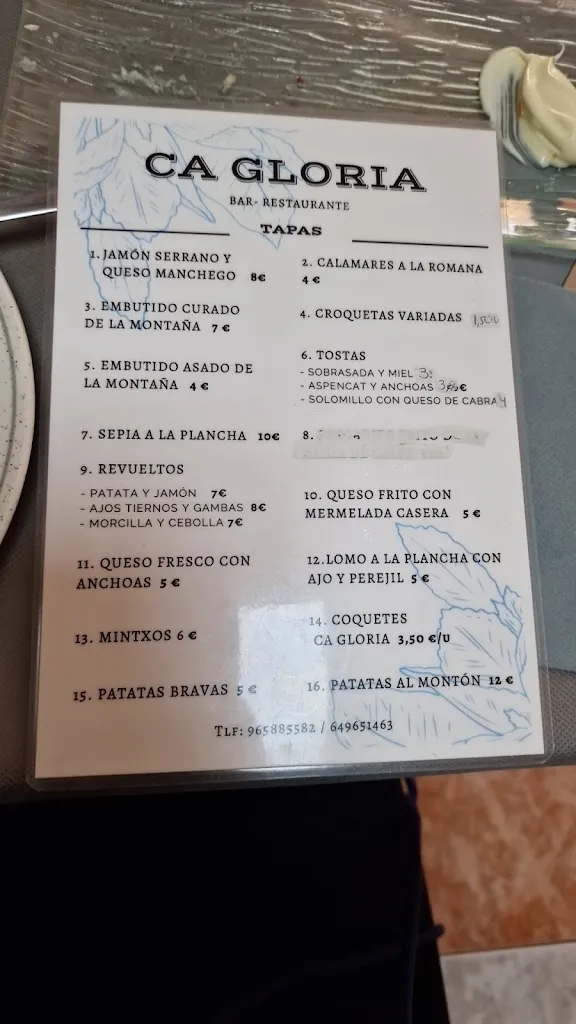 CA GLORIA
BAR- RESTAURANTE
TAPAS
1. JAMÓN SERRANO Y
QUESO MANCHEGO 8€
2. CALAMARES A LA ROMANA
4 €
3. EMBUTIDO CURADO
DE LA MONTAÑA 7 €
4. CROQUETAS VARIADAS
5. EMBUTIDO ASADO DE
LA MONTAÑA 4 €
6. TOSTAS
- SOBRASADA Y MIEL
- ASPENCAT Y ANCHOAS
- SOLOMILLO CON QUESO DE CABRA
7. SEPIA A LA PLANCHA 10€
8.
9. REVUELTOS
- PATATA Y JAMÓN 7€
- AJOS TIERNOS Y GAMBAS 8€
- MORCILLA Y CEBOLLA 7€
10. QUESO FRITO CON
MERMELADA CASERA 5 €
11. QUESO FRESCO CON
ANCHOAS 5 €
12.LOMO A LA PLANCHA CON
AJO Y PEREJIL 5 €
13. MINTXOS 6 €
14. COQUETES
CA GLORIA 3,50 €/U
15. PATATAS BRAVAS 5 €
16. PATATAS AL MONTÓN 12 €
TLF: 965885582 / 649651463